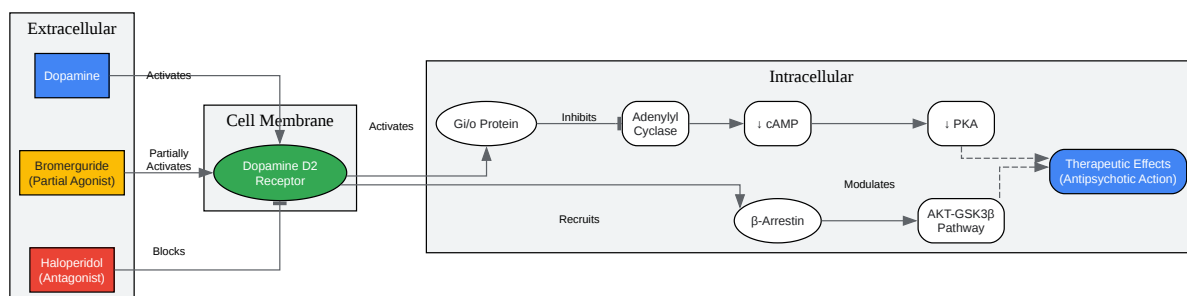 Extracellular
Dopamine
Activates
Bromerguride
(Partial Agonist)
Partially
Activates
Haloperidol
(Antagonist)
Blocks
Cell Membrane
Dopamine D2
Receptor
Activates
Recruits
Intracellular
Gi/o Protein
Inhibits
Adenylyl
Cyclase
↓ cAMP
↓ PKA
β-Arrestin
Modulates
AKT-GSK3β
Pathway
Therapeutic Effects
(Antipsychotic Action)